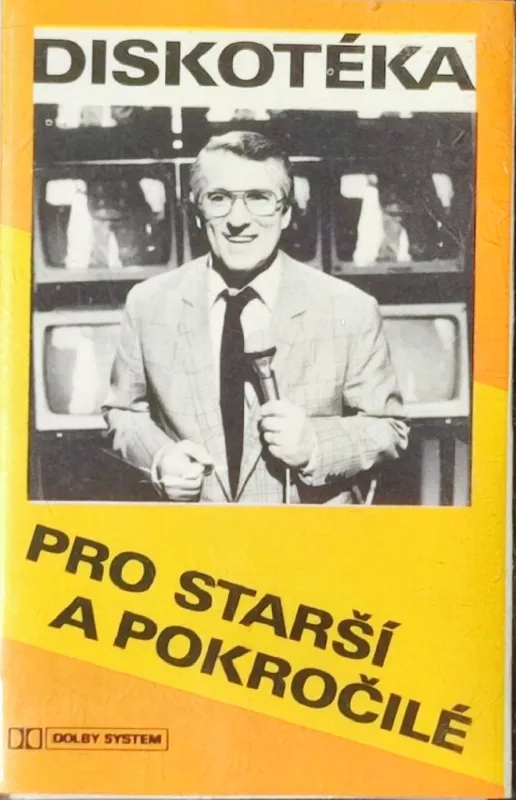 DISKOTÉKA
PRO STARŠÍ
A POKROČILÉ
DOLBY SYSTEM